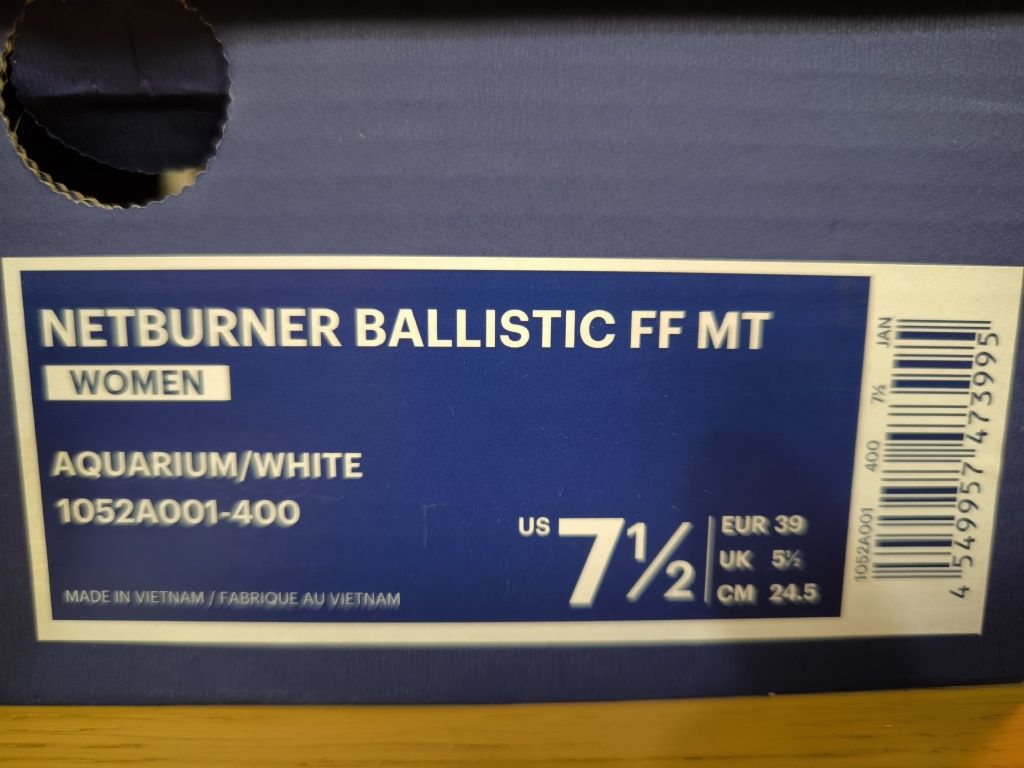 NETBURNER BALLISTIC FF MT
WOMEN
AQUARIUM/WHITE
1052A001-400
MADE IN VIETNAM / FABRIQUE AU VIETNAM
US 7½
EUR 39
UK 5½
CM 24.5
1052A001 400 7½ JAN
4 549957 473995